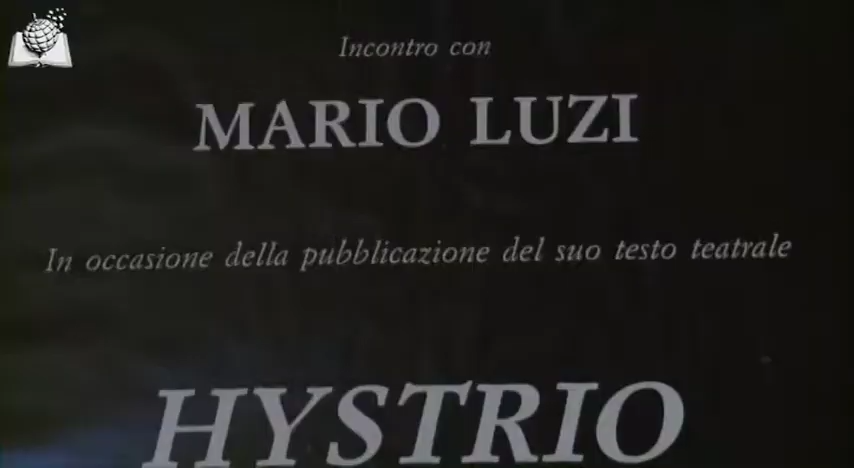 Incontro con
MARIO LUZI
In occasione della pubblicazione del suo testo teatrale
HYSTRIO